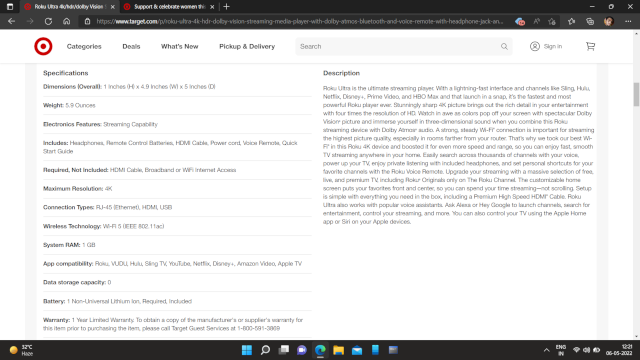 Roku Ultra 4k/hdr/dolby Vision S
Support & celebrate women thi
https://www.target.com/p/roku-ultra-4k-hdr-dolby-vision-streaming-media-player-with-dolby-atmos-bluetooth-and-voice-remote-with-headphone-jack-an...
Categories
Deals
What's New
Pickup & Delivery
Search
Sign in
Specifications
Dimensions (Overall): 1 Inches (H) x 4.9 Inches (W) x 5 Inches (D)
Weight: 5.9 Ounces
Electronics Features: Streaming Capability
Includes: Headphones, Remote Control Batteries, HDMI Cable, Power cord, Voice Remote, Quick
Start Guide
Required, Not Included: HDMI Cable, Broadband or WiFi Internet Access
Maximum Resolution: 4K
Connection Types: RJ-45 (Ethernet), HDMI, USB
Wireless Technology: Wi-Fi 5 (IEEE 802.11ac)
System RAM: 1 GB
App compatibility: Roku, VUDU, Hulu, Sling TV, YouTube, Netflix, Disney+, Amazon Video, Apple TV
Data storage capacity: 0
Battery: 1 Non-Universal Lithium Ion, Required, Included
Warranty: 1 Year Limited Warranty. To obtain a copy of the manufacturer's or supplier's warranty for
this item prior to purchasing the item, please call Target Guest Services at 1-800-591-3869
Description
Roku Ultra is the ultimate streaming player. With a lightning-fast interface and channels like Sling, Hulu,
Netflix, Disney+, Prime Video, and HBO Max and that launch in a snap, it's the fastest and most
powerful Roku player ever. Stunningly sharp 4K picture brings out the rich detail in your entertainment
with four times the resolution of HD. Watch in awe as colors pop off your screen with spectacular Dolby
Vision® picture and immerse yourself in three-dimensional sound when you combine this Roku
streaming device with Dolby Atmos® audio. A strong, steady Wi-Fi® connection is important for streaming
the highest picture quality, especially in rooms farther from your router. That's why we took our best Wi-
Fi® in this Roku 4K device and boosted it for even more speed and range, so you can enjoy fast, smooth
TV streaming anywhere in your home. Easily search across thousands of channels with your voice,
power up your TV, enjoy private listening with included headphones, and set personal shortcuts for your
favorite channels with the Roku Voice Remote. Upgrade your streaming with a massive selection of free,
live, and premium TV, including Roku® Originals only on The Roku Channel. The customizable home
screen puts your favorites front and center, so you can spend your time streaming—not scrolling. Setup
is simple with everything you need in the box, including a Premium High Speed HDMI® Cable. Roku
Ultra also works with popular voice assistants. Ask Alexa or Hey Google to launch channels, search for
entertainment, control your streaming, and more. You can also control your TV using the Apple Home
app or Siri on your Apple devices.
32°C
Haze
ENG
IN
12:21
06-05-2022